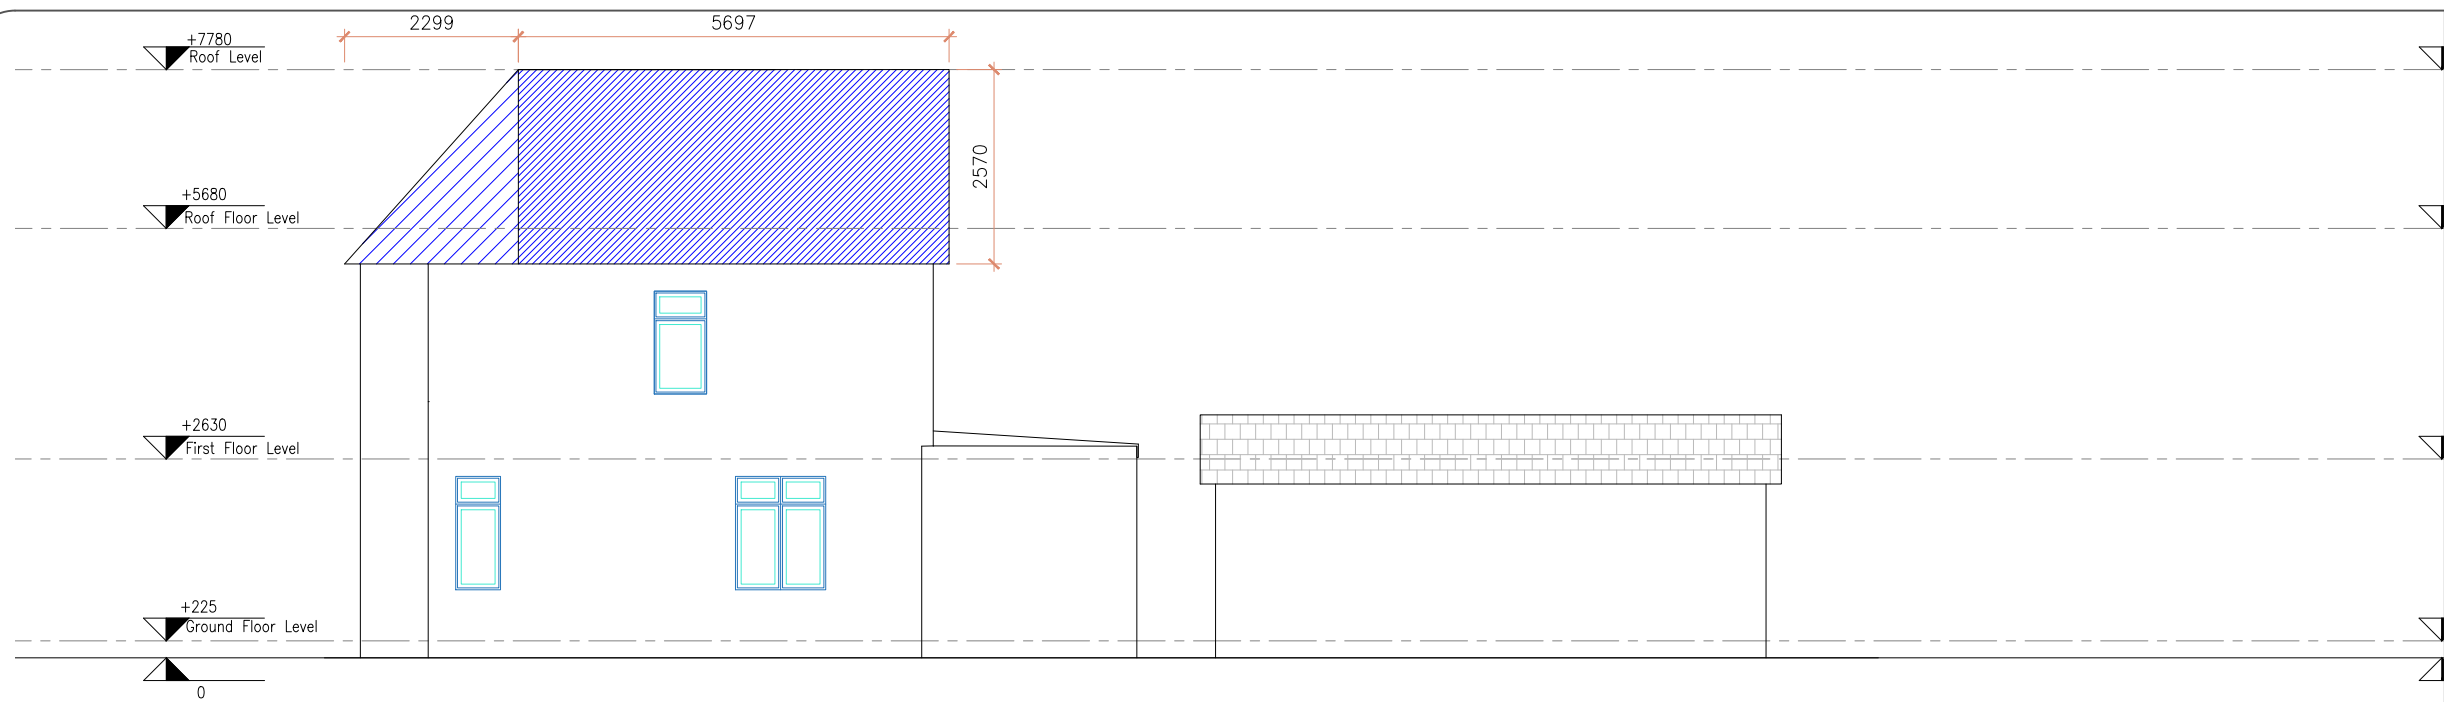 2299
5697
+7780
Roof Level
2570
+5680
Roof Floor Level
+2630
First Floor Level
+225
Ground Floor Level
0